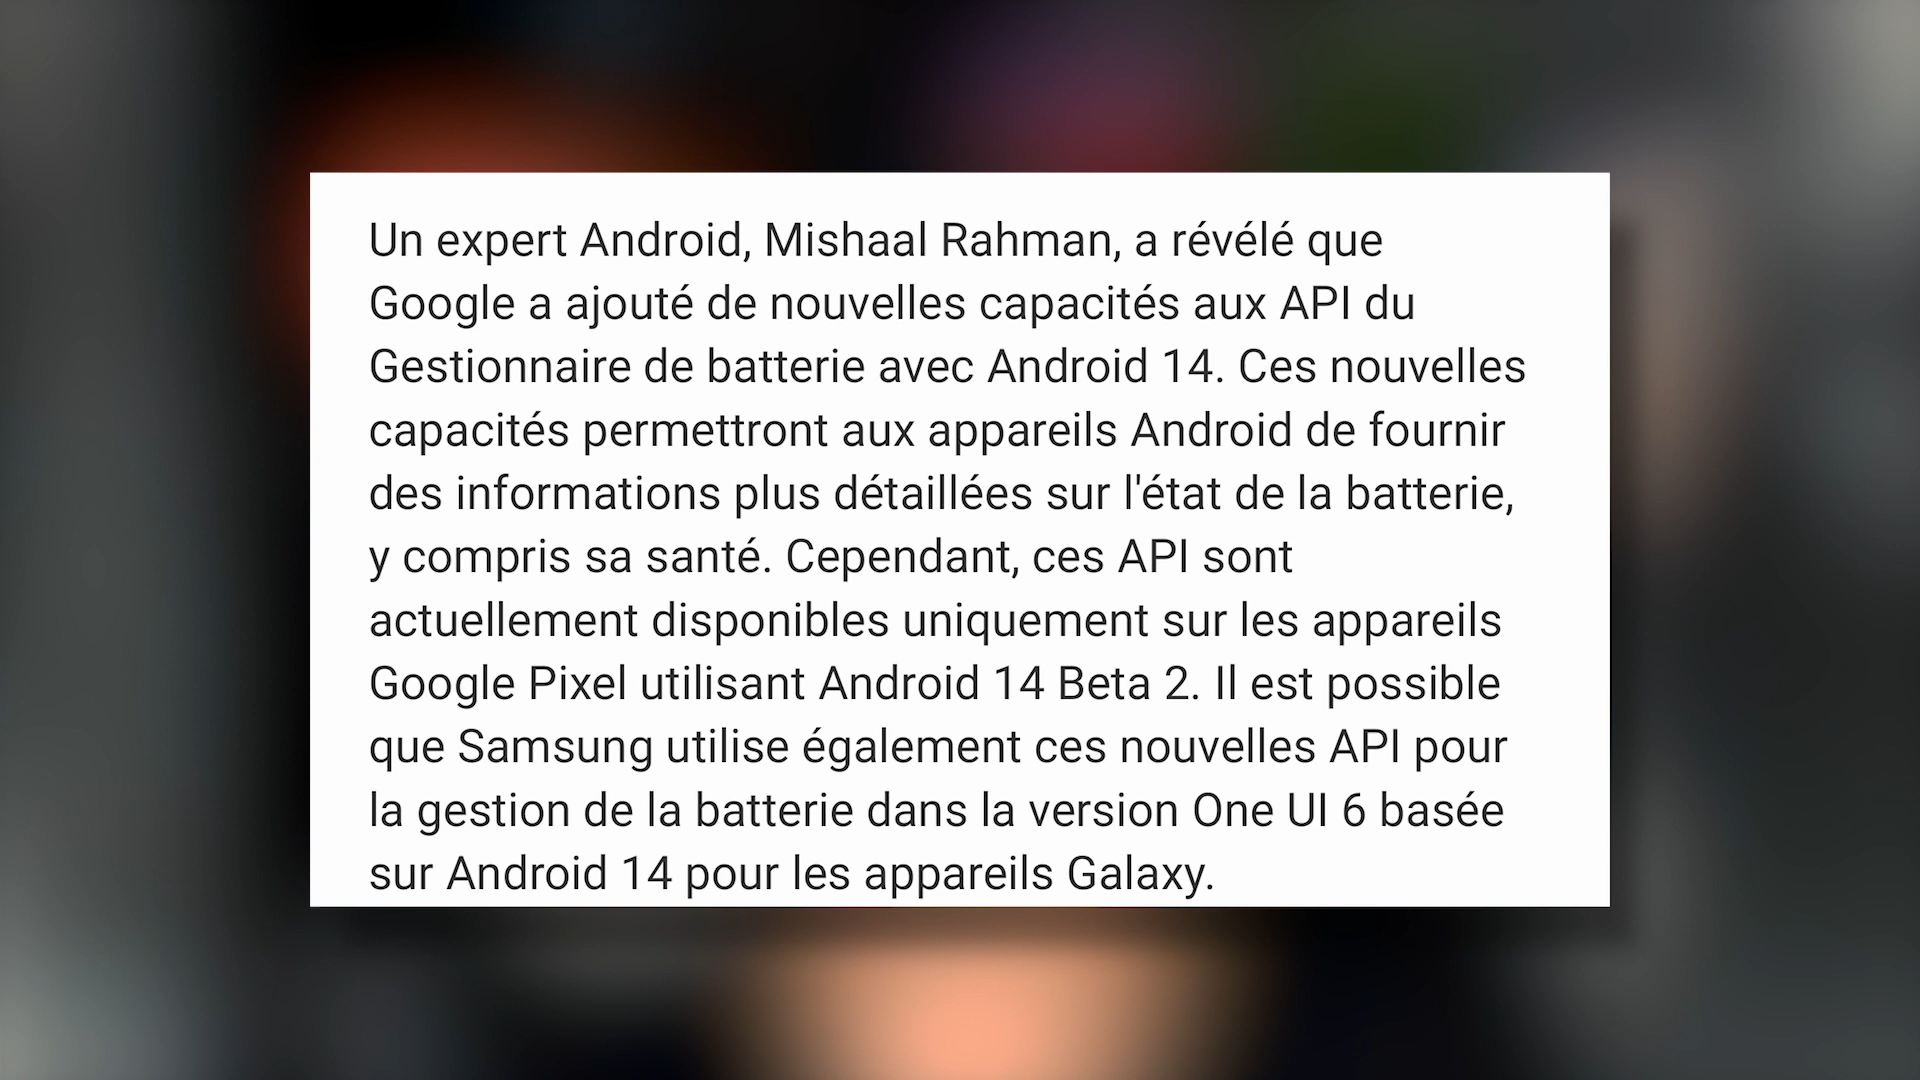 Un expert Android, Mishaal Rahman, a révélé que
Google a ajouté de nouvelles capacités aux API du
Gestionnaire de batterie avec Android 14. Ces nouvelles
capacités permettront aux appareils Android de fournir
des informations plus détaillées sur l'état de la batterie,
y compris sa santé. Cependant, ces API sont
actuellement disponibles uniquement sur les appareils
Google Pixel utilisant Android 14 Beta 2. Il est possible
que Samsung utilise également ces nouvelles API pour
la gestion de la batterie dans la version One UI 6 basée
sur Android 14 pour les appareils Galaxy.